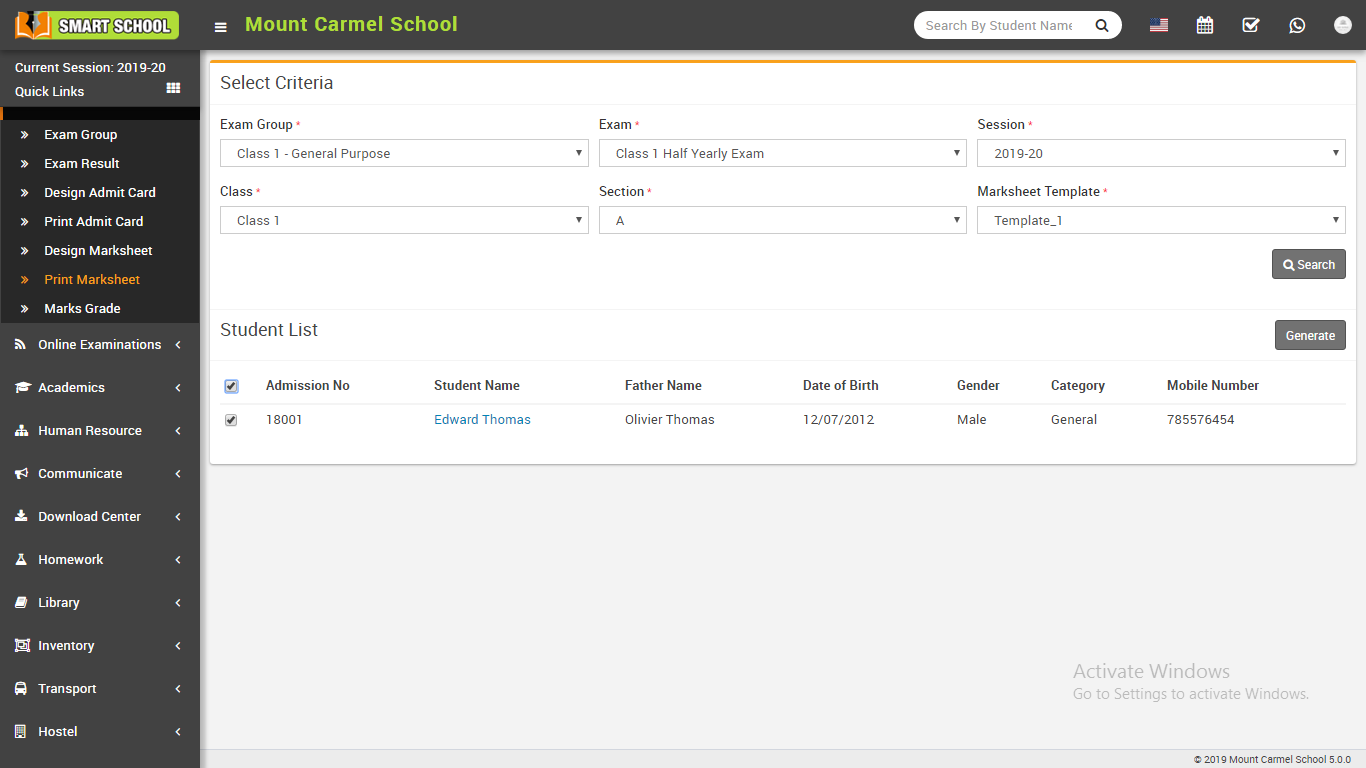 SMART SCHOOL
Mount Carmel School
Search By Student Name
Current Session: 2019-20
Quick Links
Exam Group
Exam Result
Design Admit Card
Print Admit Card
Design Marksheet
Print Marksheet
Marks Grade
Online Examinations
Academics
Human Resource
Communicate
Download Center
Homework
Library
Inventory
Transport
Hostel
Select Criteria
Exam Group * Exam * Session *
Class 1 - General Purpose Class 1 Half Yearly Exam 2019-20
Class * Section * Marksheet Template *
Class 1 A Template_1
Search
Student List
Generate
Admission No Student Name Father Name Date of Birth Gender Category Mobile Number
18001 Edward Thomas Olivier Thomas 12/07/2012 Male General 785576454
Activate Windows
Go to Settings to activate Windows.
© 2019 Mount Carmel School 5.0.0